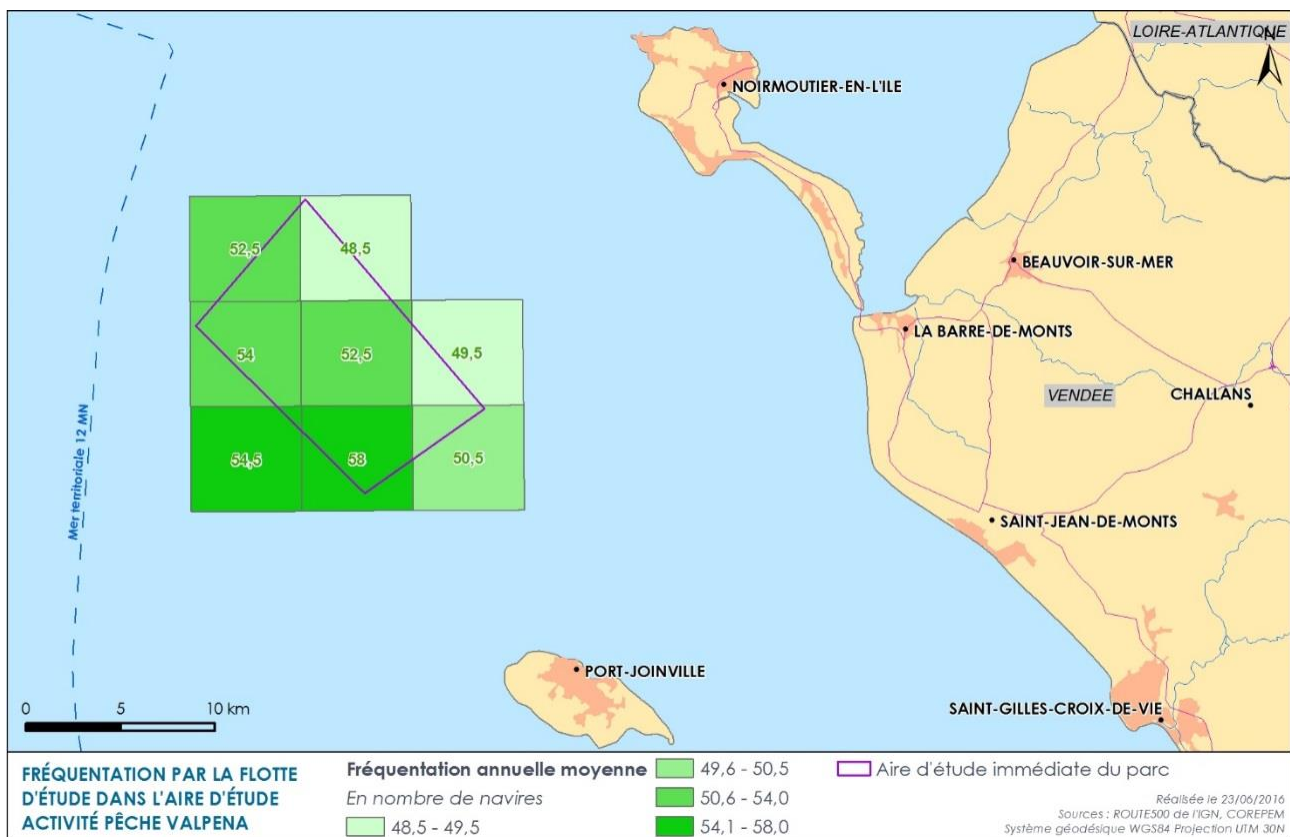 LOIRE-ATLANTIQUE
N
NOIRMOUTIER-EN-L'ILE
52,5
48,5
BEAUVOIR-SUR-MER
LA BARRE-DE-MONTS
54
52,5
49,5
VENDEE
CHALLANS
54,5
58
50,5
Mer territoriale 12 MN
SAINT-JEAN-DE-MONTS
PORT-JOINVILLE
SAINT-GILLES-CROIX-DE-VIE
0 5 10 km
FRÉQUENTATION PAR LA FLOTTE
D'ÉTUDE DANS L'AIRE D'ÉTUDE
ACTIVITÉ PÊCHE VALPENA
Fréquentation annuelle moyenne
En nombre de navires
48,5 - 49,5
49,6 - 50,5
50,6 - 54,0
54,1 - 58,0
Aire d'étude immédiate du parc
Réalisée le 23/06/2016
Sources : ROUTE500 de l'IGN, COREPEM
Système géodésique WGS84 Projection UTM 30N